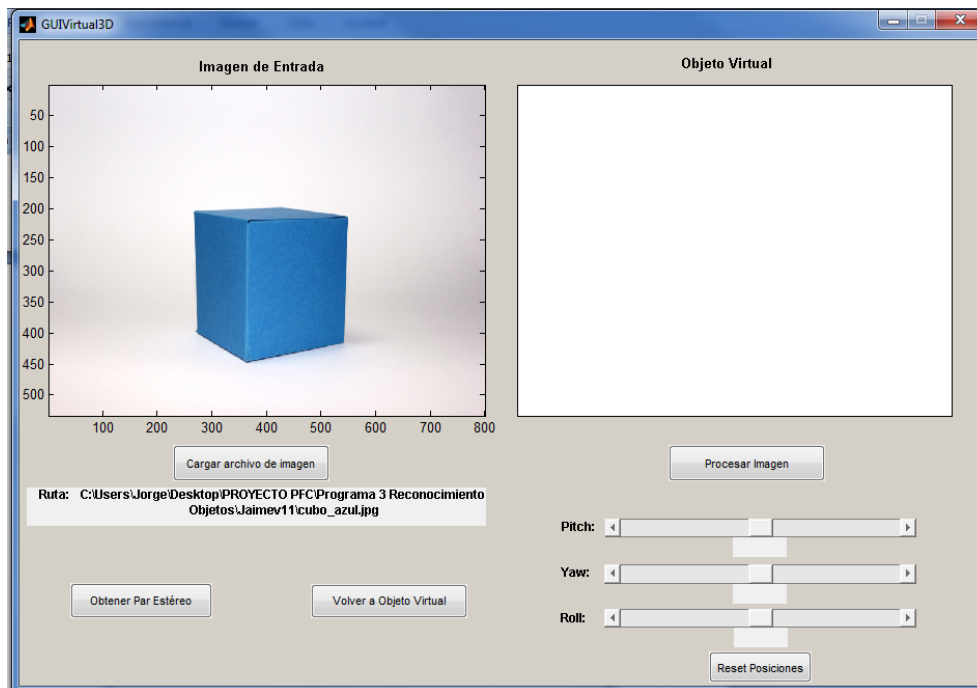 GUIVirtual3D
Imagen de Entrada
Objeto Virtual
50
100
150
200
250
300
350
400
450
500
100 200 300 400 500 600 700 800
Cargar archivo de imagen
Procesar Imagen
Ruta: C:\Users\Jorge\Desktop\PROYECTO PFC\Programa 3 Reconocimiento
Objetos\Jaimev11\cubo_azul.jpg
Pitch:
Yaw:
Roll:
Obtener Par Estéreo
Volver a Objeto Virtual
Reset Posiciones